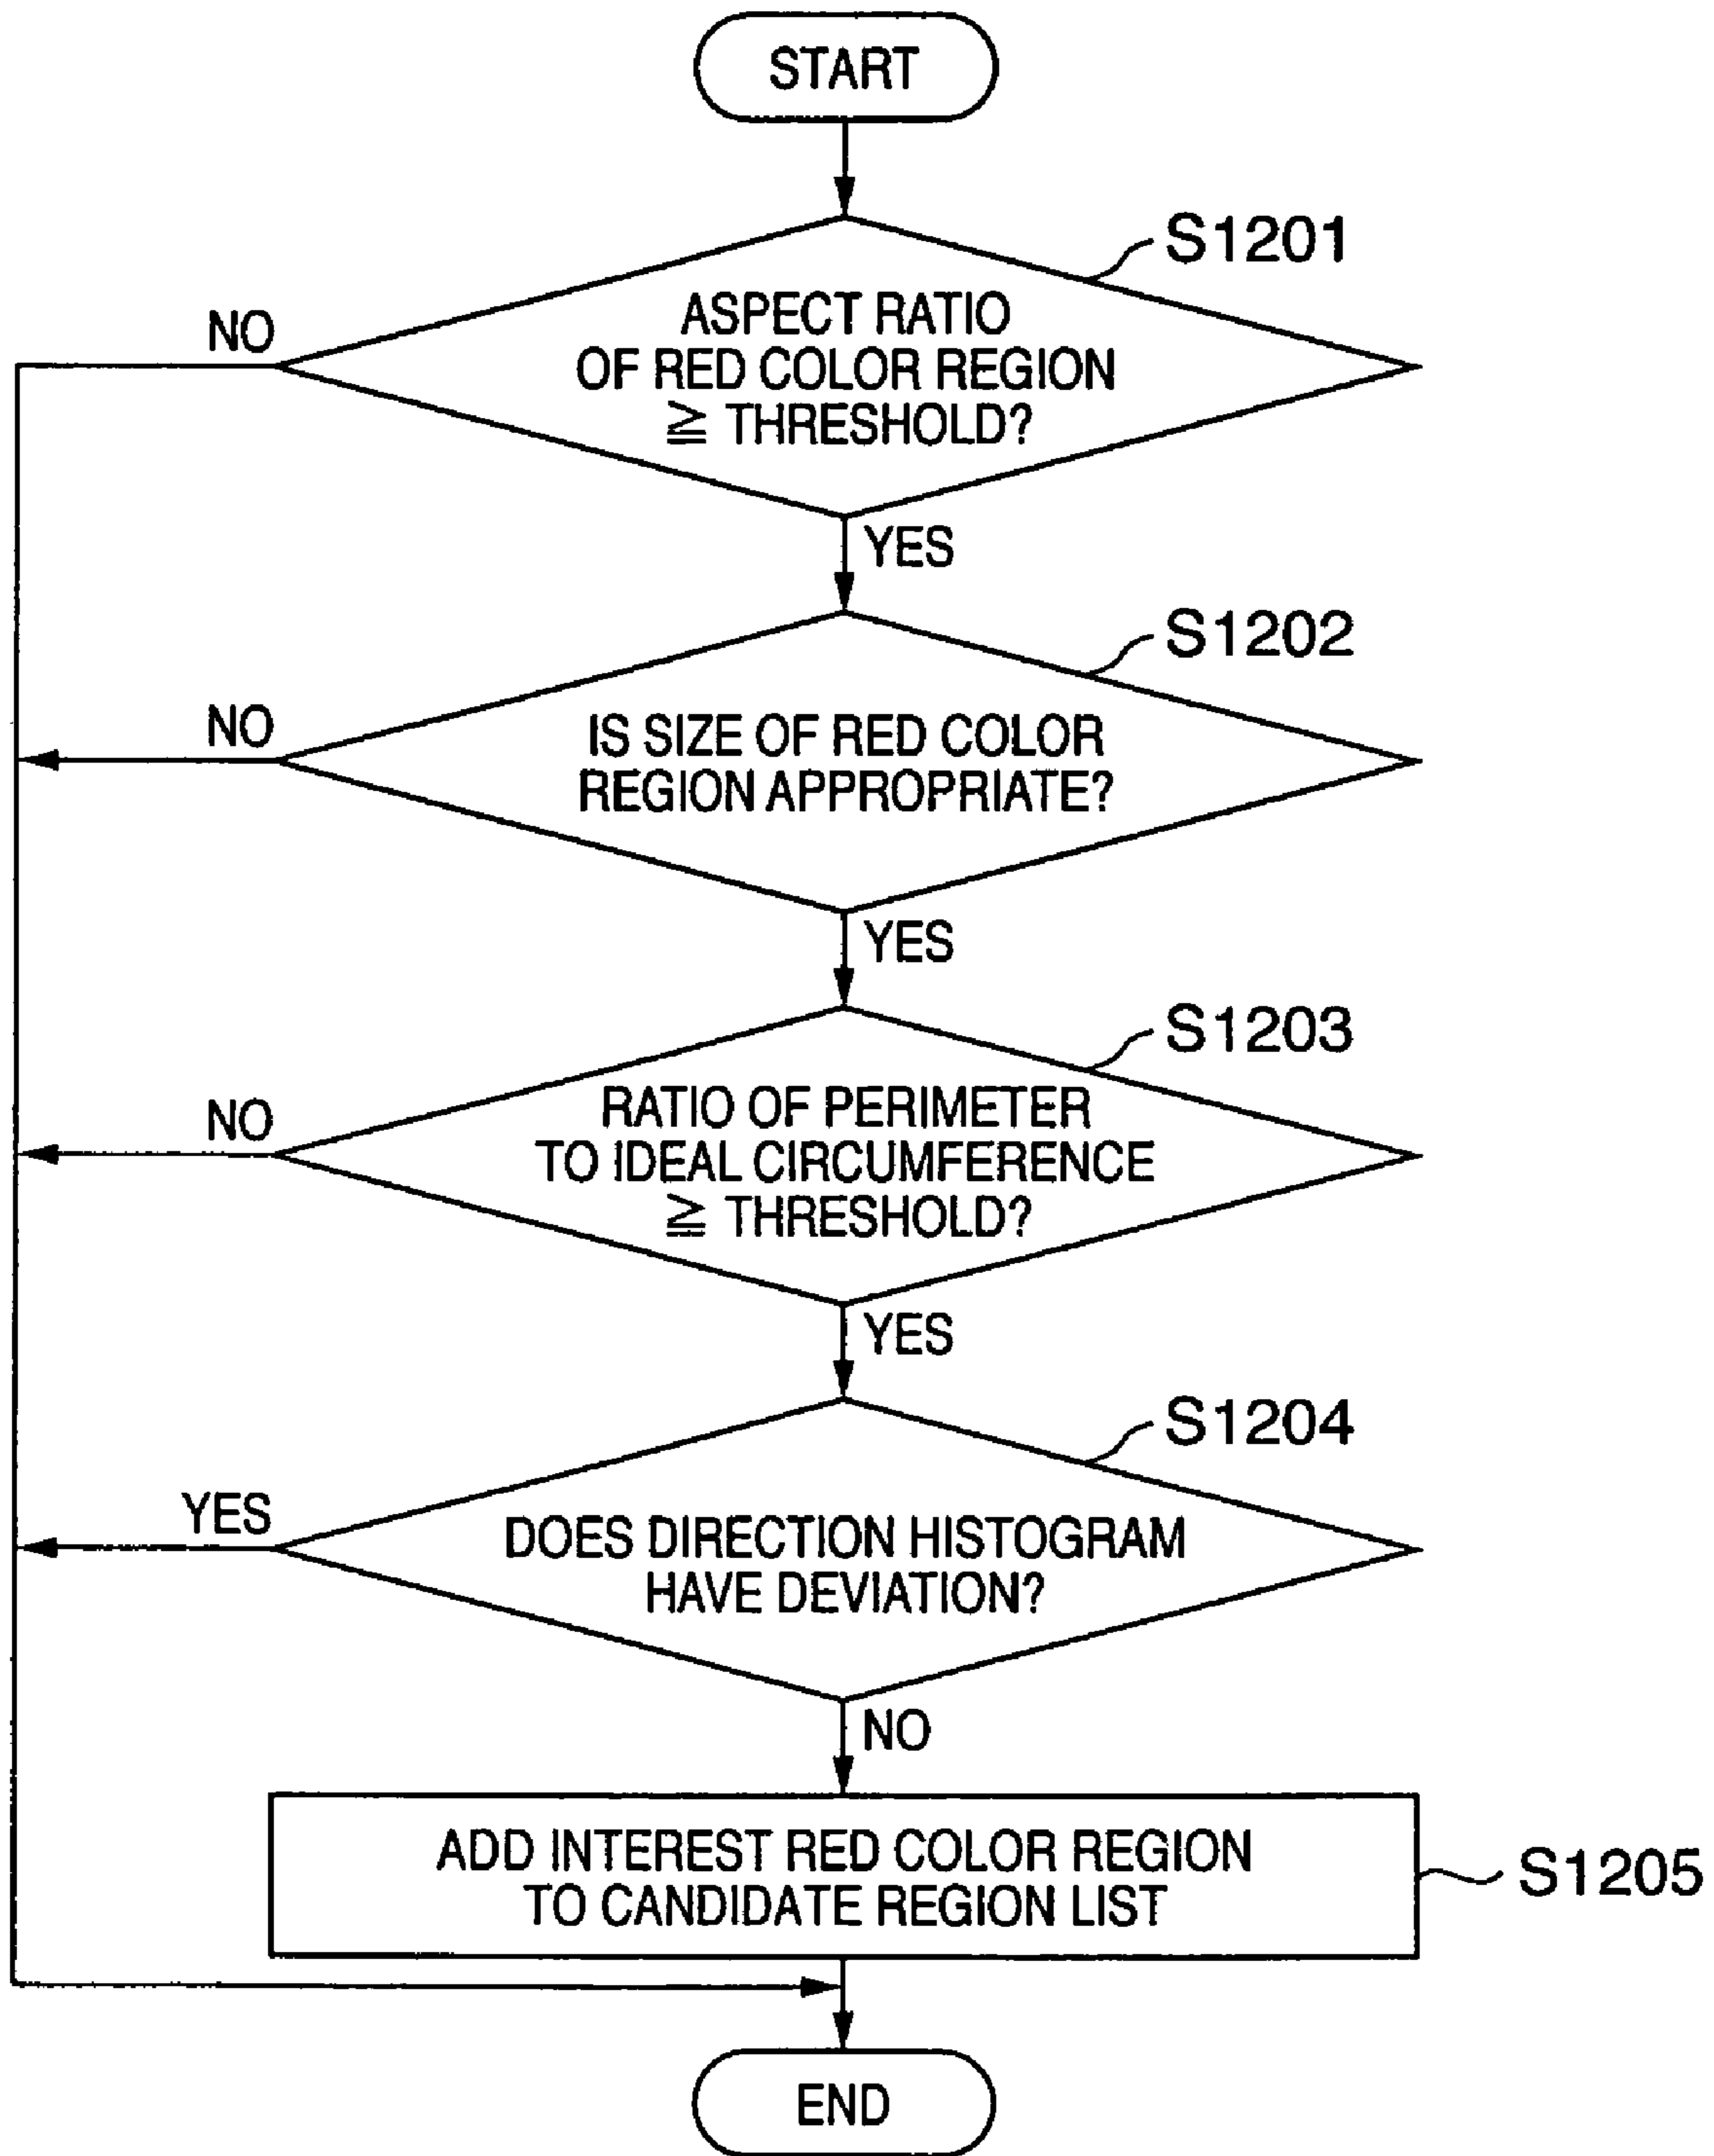 START
S1201
ASPECT RATIO
OF RED COLOR REGION
≧ THRESHOLD?
NO
YES
S1202
IS SIZE OF RED COLOR
REGION APPROPRIATE?
NO
YES
S1203
RATIO OF PERIMETER
TO IDEAL CIRCUMFERENCE
≧ THRESHOLD?
NO
YES
S1204
DOES DIRECTION HISTOGRAM
HAVE DEVIATION?
YES
NO
ADD INTEREST RED COLOR REGION
TO CANDIDATE REGION LIST
S1205
END